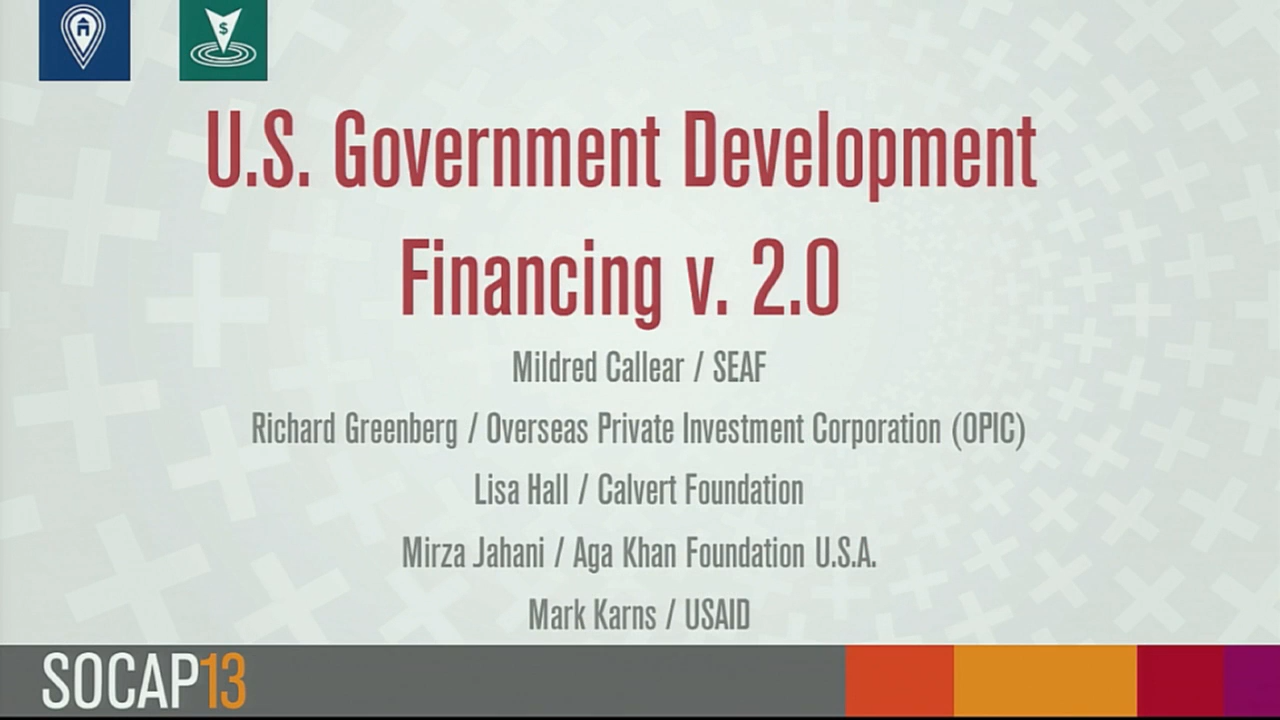 $
U.S. Government Development
Financing v. 2.0
Mildred Callear / SEAF
Richard Greenberg / Overseas Private Investment Corporation (OPIC)
Lisa Hall / Calvert Foundation
Mirza Jahani / Aga Khan Foundation U.S.A.
Mark Karns / USAID
SOCAP13